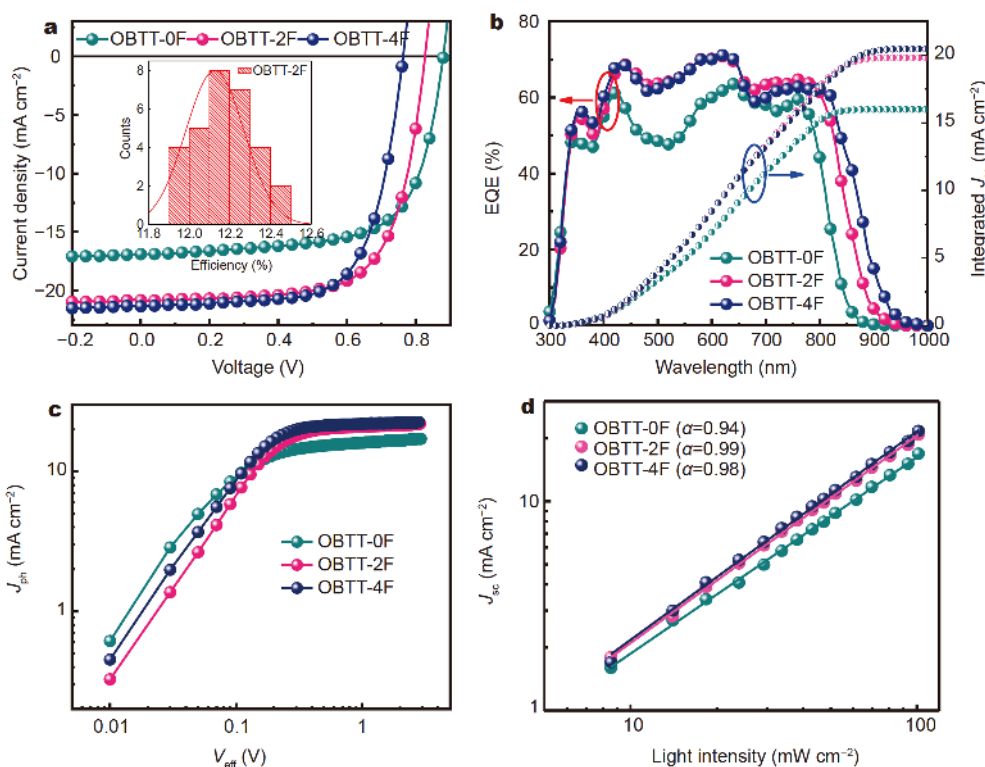 a
OBTT-0F OBTT-2F OBTT-4F
OBTT-2F
Counts
8
6
4
2
0
11.8 12.0 12.2 12.4 12.6
Efficiency (%)
Current density (mA cm⁻²)
5
0
−5
−10
−15
−20
−0.2 0.0 0.2 0.4 0.6 0.8
Voltage (V)
b
EQE (%)
80
70
60
50
40
30
20
10
0
OBTT-0F
OBTT-2F
OBTT-4F
300 400 500 600 700 800 900 1000
Wavelength (nm)
20
15
10
5
0
Integrated J (mA cm⁻²)
c
J_ph (mA cm⁻²)
10
1
OBTT-0F
OBTT-2F
OBTT-4F
0.01 0.1 1
V_eff (V)
d
OBTT-0F (α=0.94)
OBTT-2F (α=0.99)
OBTT-4F (α=0.98)
J_sc (mA cm⁻²)
10
1
10 100
Light intensity (mW cm⁻²)